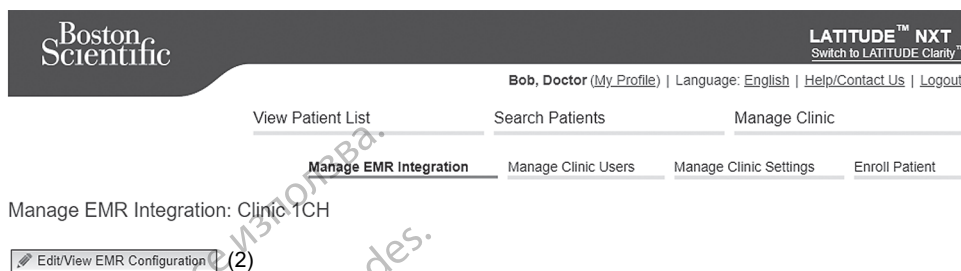 Boston
Scientific
LATITUDE™ NXT
Switch to LATITUDE Clarity™
Bob, Doctor (My Profile) | Language: English | Help/Contact Us | Logout
View Patient List Search Patients Manage Clinic
Manage EMR Integration Manage Clinic Users Manage Clinic Settings Enroll Patient
Manage EMR Integration: Clinic 1CH
Edit/View EMR Configuration (2)